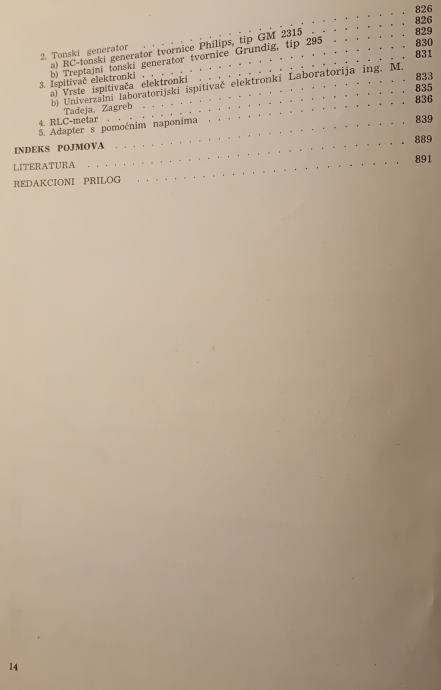 2. Tonski generator . . . . . . . . . . . . . . . . . 826
a) RC-tonski generator tvornice Philips, tip GM 2315 . . . . . . 826
b) Treptajni tonski generator tvornice Grundig, tip 295 . . . . . 829
3. Ispitivač elektronki . . . . . . . . . . . . . . . . 830
a) Vrste ispitivača elektronki . . . . . . . . . . . . . 831
b) Univerzalni laboratorijski ispitivač elektronki Laboratorija ing. M.
Tadeja, Zagreb . . . . . . . . . . . . . . . . . 833
4. RLC-metar . . . . . . . . . . . . . . . . . . . 835
5. Adapter s pomoćnim naponima . . . . . . . . . . . . 836
INDEKS POJMOVA . . . . . . . . . . . . . . . . . . 839
LITERATURA . . . . . . . . . . . . . . . . . . . . 889
REDAKCIONI PRILOG . . . . . . . . . . . . . . . . . 891
14